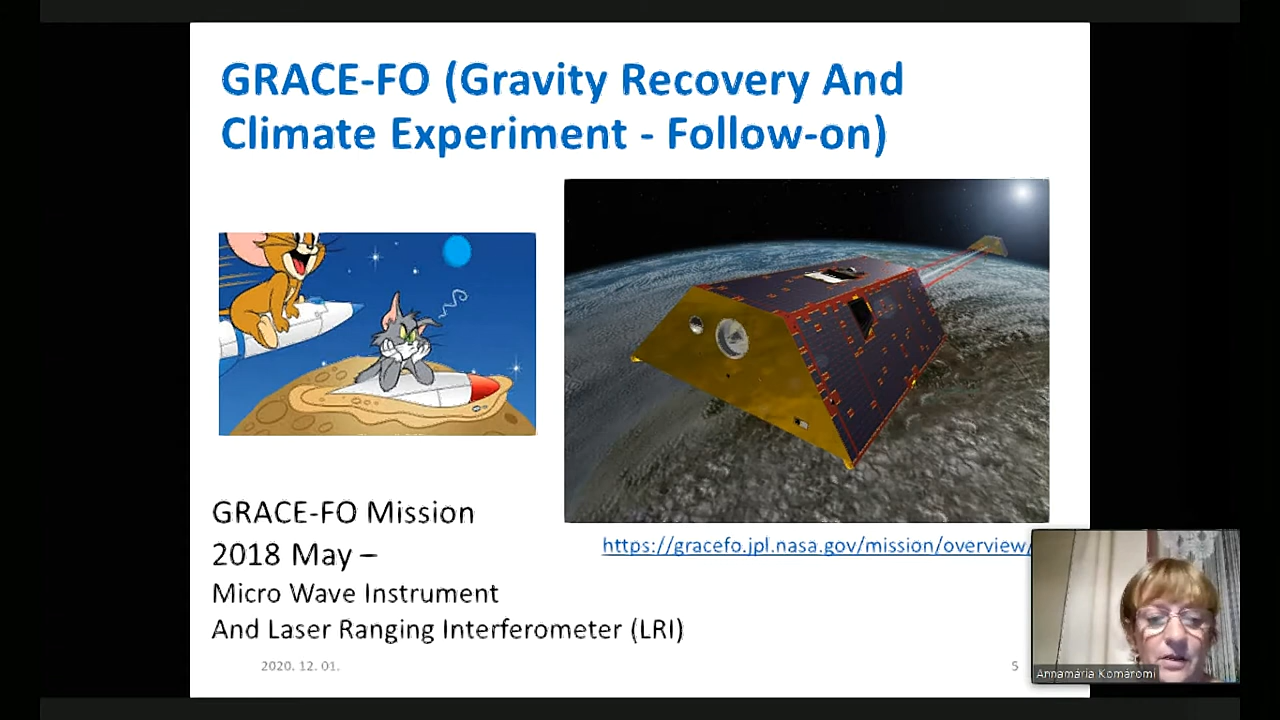 GRACE-FO (Gravity Recovery And
Climate Experiment - Follow-on)
GRACE-FO Mission
2018 May –
Micro Wave Instrument
And Laser Ranging Interferometer (LRI)
https://gracefo.jpl.nasa.gov/mission/overview/
2020. 12. 01.
5
Annamária Komáromi